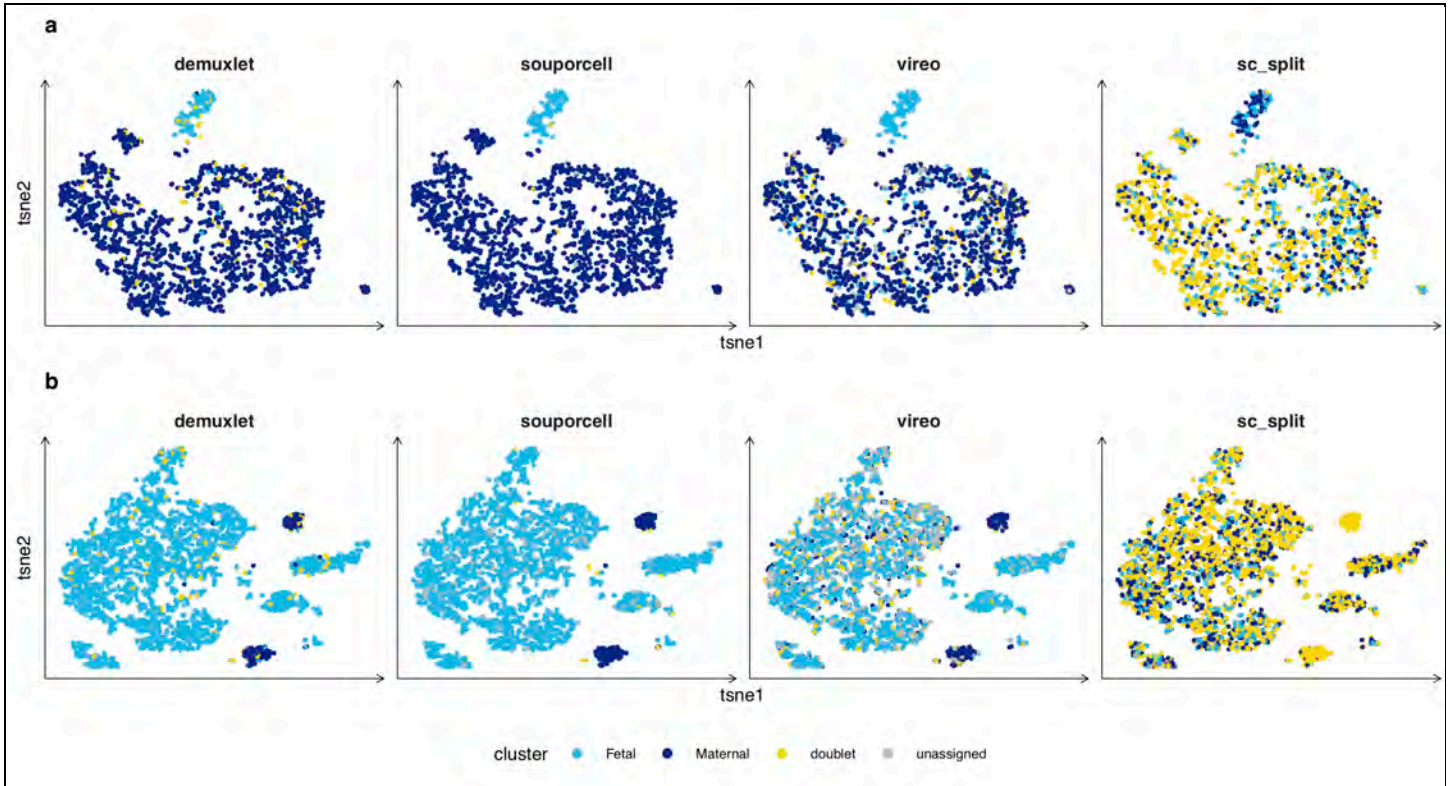 a
demuxlet souporcell vireo sc_split
tsne2
tsne1
b
demuxlet souporcell vireo sc_split
tsne2
tsne1
cluster Fetal Maternal doublet unassigned